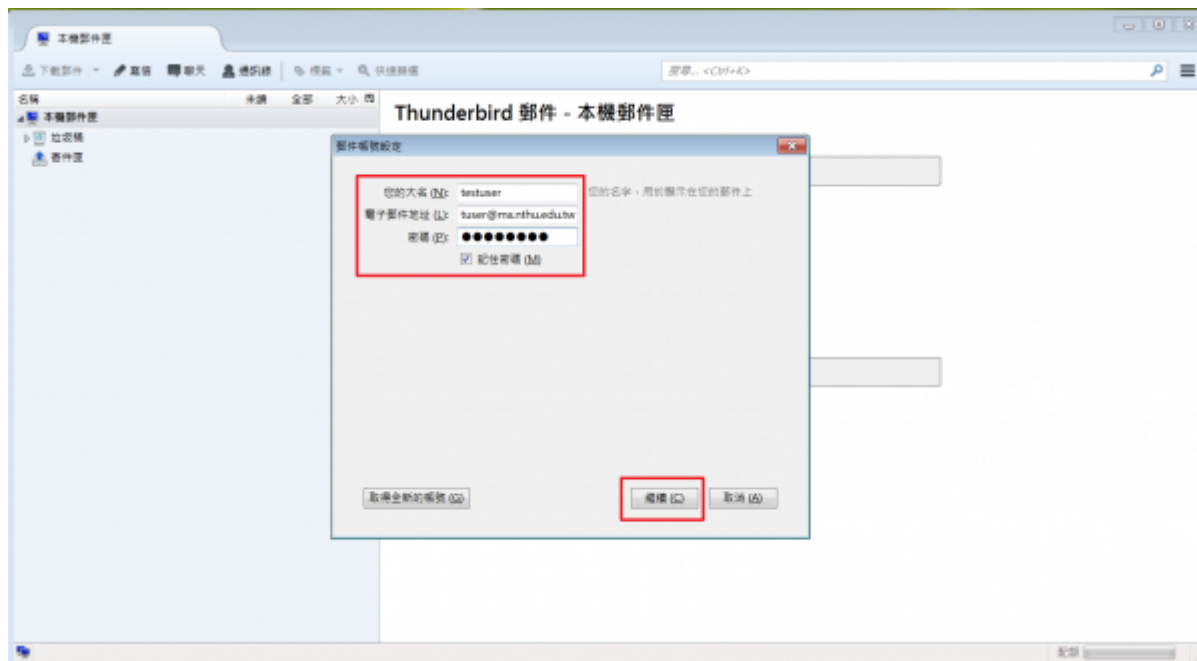 本機郵件匣
下載郵件 寫信 聊天 通訊錄 標籤 快速篩選 搜尋... <Ctrl+K>
名稱 未讀 全部 大小
本機郵件匣
垃圾桶
寄件匣
Thunderbird 郵件 - 本機郵件匣
郵件帳號設定
您的大名 (N): testuser 您的名字，用於顯示在您的郵件上
電子郵件地址 (L): tuser@mx.nthu.edu.tw
密碼 (P): ●●●●●●●●
記住密碼 (M)
取得全新的帳號 (G) 繼續 (C) 取消 (A)